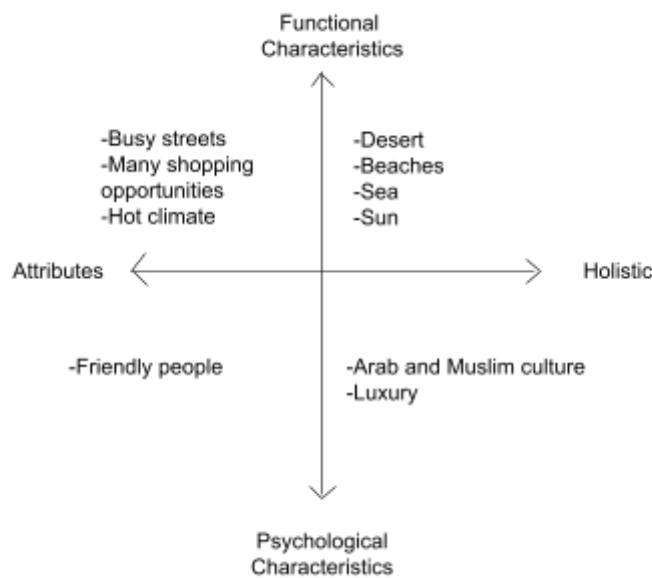 Functional
Characteristics
-Busy streets
-Many shopping
opportunities
-Hot climate
-Desert
-Beaches
-Sea
-Sun
Attributes
Holistic
-Friendly people
-Arab and Muslim culture
-Luxury
Psychological
Characteristics